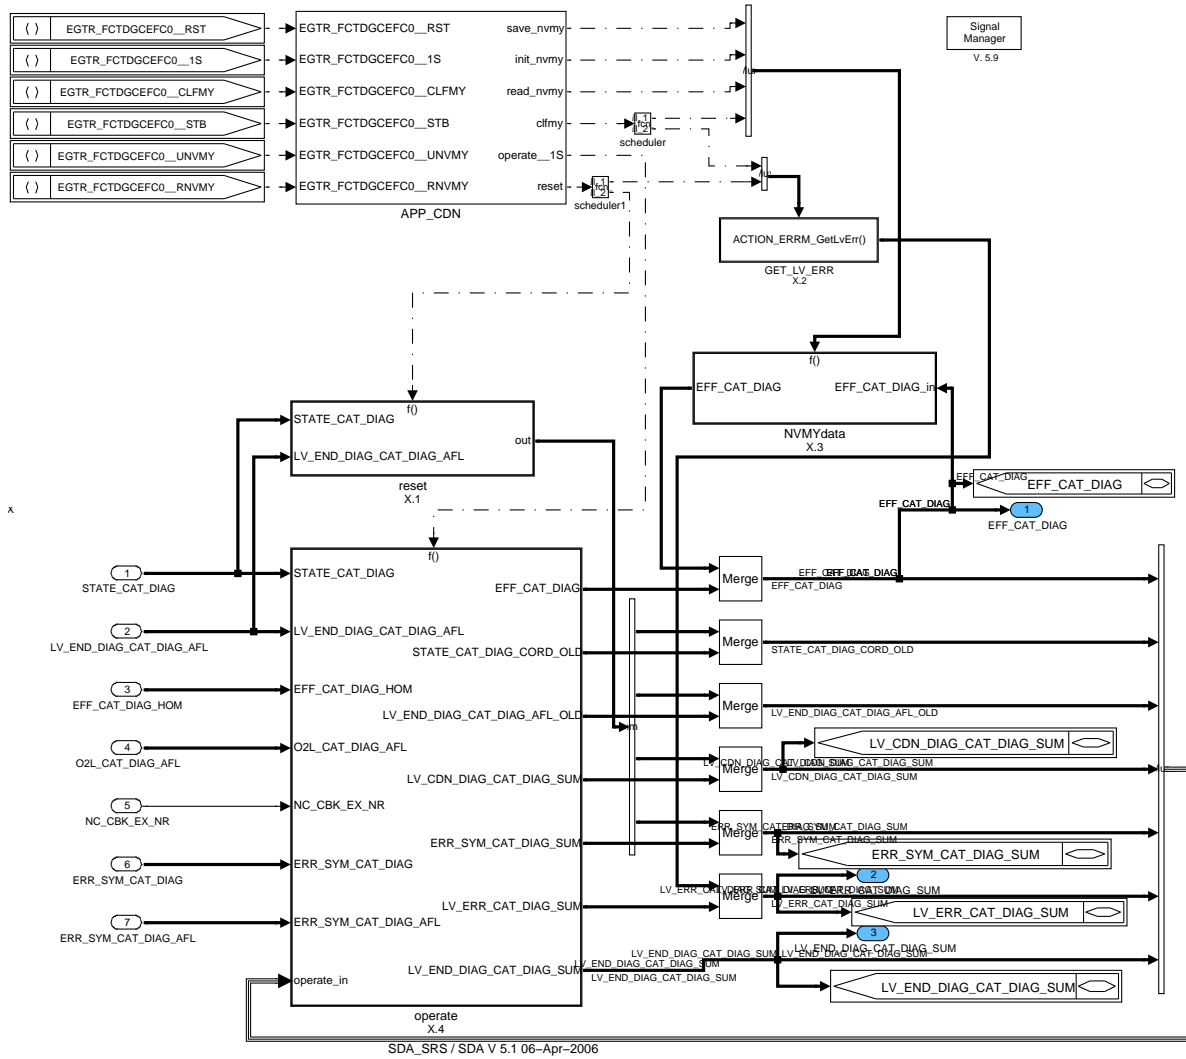 EGTR_FCTDGCEFC0__RST
EGTR_FCTDGCEFC0__1S
EGTR_FCTDGCEFC0__CLFMY
EGTR_FCTDGCEFC0__STB
EGTR_FCTDGCEFC0__UNVMY
EGTR_FCTDGCEFC0__RNVMY
EGTR_FCTDGCEFC0__RST
EGTR_FCTDGCEFC0__1S
EGTR_FCTDGCEFC0__CLFMY
EGTR_FCTDGCEFC0__STB
EGTR_FCTDGCEFC0__UNVMY
EGTR_FCTDGCEFC0__RNVMY
save_nvmy
init_nvmy
read_nvmy
clfmy
operate__1S
reset
APP_CDN
scheduler
scheduler1
Signal
Manager
V. 5.9
ACTION_ERRM_GetLvErr()
GET_LV_ERR
X.2
f()
EFF_CAT_DIAG
EFF_CAT_DIAG_in
NVMYdata
X.3
f()
STATE_CAT_DIAG
LV_END_DIAG_CAT_DIAG_AFL
out
reset
X.1
x
EFF_CAT_DIAG
EFF_CAT_DIAG
EFF_CAT_DIAG
1
EFF_CAT_DIAG
1
STATE_CAT_DIAG
2
LV_END_DIAG_CAT_DIAG_AFL
3
EFF_CAT_DIAG_HOM
4
O2L_CAT_DIAG_AFL
5
NC_CBK_EX_NR
6
ERR_SYM_CAT_DIAG
7
ERR_SYM_CAT_DIAG_AFL
f()
STATE_CAT_DIAG
LV_END_DIAG_CAT_DIAG_AFL
EFF_CAT_DIAG_HOM
O2L_CAT_DIAG_AFL
NC_CBK_EX_NR
ERR_SYM_CAT_DIAG
ERR_SYM_CAT_DIAG_AFL
operate_in
EFF_CAT_DIAG
STATE_CAT_DIAG_CORD_OLD
LV_END_DIAG_CAT_DIAG_AFL_OLD
LV_CDN_DIAG_CAT_DIAG_SUM
ERR_SYM_CAT_DIAG_SUM
LV_ERR_CAT_DIAG_SUM
LV_END_DIAG_CAT_DIAG_SUM
operate
X.4
Merge
EFF_CAT_DIAG
EFF_CAT_DIAG
Merge
STATE_CAT_DIAG_CORD_OLD
Merge
LV_END_DIAG_CAT_DIAG_AFL_OLD
LV_CDN_DIAG_CAT_DIAG_SUM
Merge
LV_CDN_DIAG_CAT_DIAG_SUM
Merge
ERR_SYM_CAT_DIAG_SUM
ERR_SYM_CAT_DIAG_SUM
2
Merge
LV_ERR_CAT_DIAG_SUM
LV_ERR_CAT_DIAG_SUM
3
LV_END_DIAG_CAT_DIAG_SUM
LV_END_DIAG_CAT_DIAG_SUM
LV_END_DIAG_CAT_DIAG_SUM
LV_END_DIAG_CAT_DIAG_SUM
LV_END_DIAG_CAT_DIAG_SUM
SDA_SRS / SDA V 5.1 06-Apr-2006